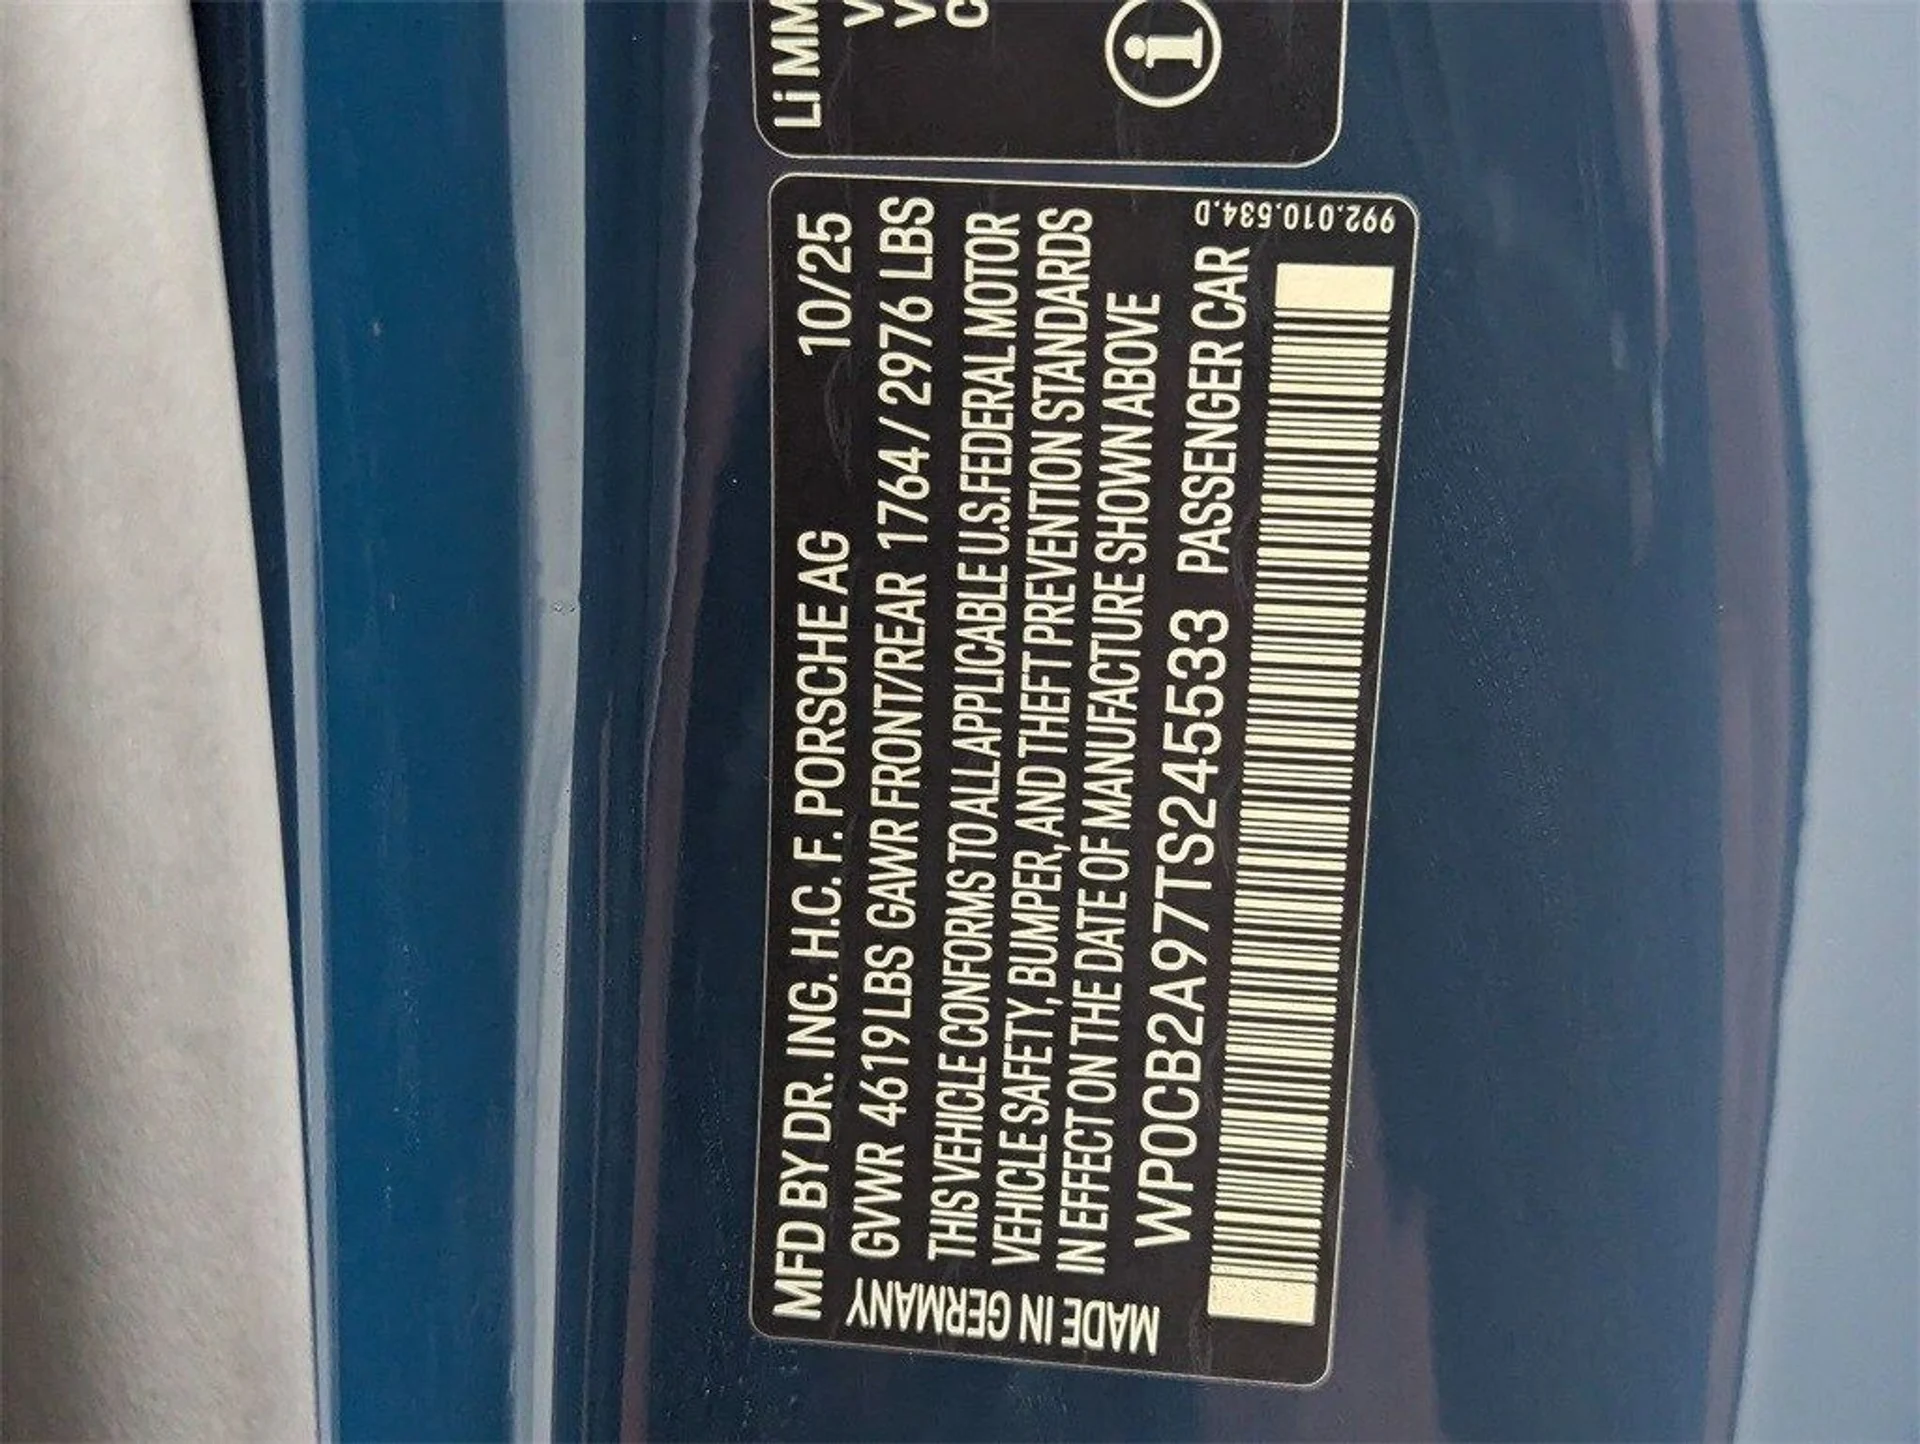 MFD BY DR. ING. H.C. F. PORSCHE AG 10/25
GVWR 4619 LBS GAWR FRONT/REAR 1764 / 2976 LBS
THIS VEHICLE CONFORMS TO ALL APPLICABLE U.S. FEDERAL MOTOR
VEHICLE SAFETY, BUMPER, AND THEFT PREVENTION STANDARDS
IN EFFECT ON THE DATE OF MANUFACTURE SHOWN ABOVE
WP0CB2A97TS245533 PASSENGER CAR
MADE IN GERMANY
992.010.534.D
Li MM